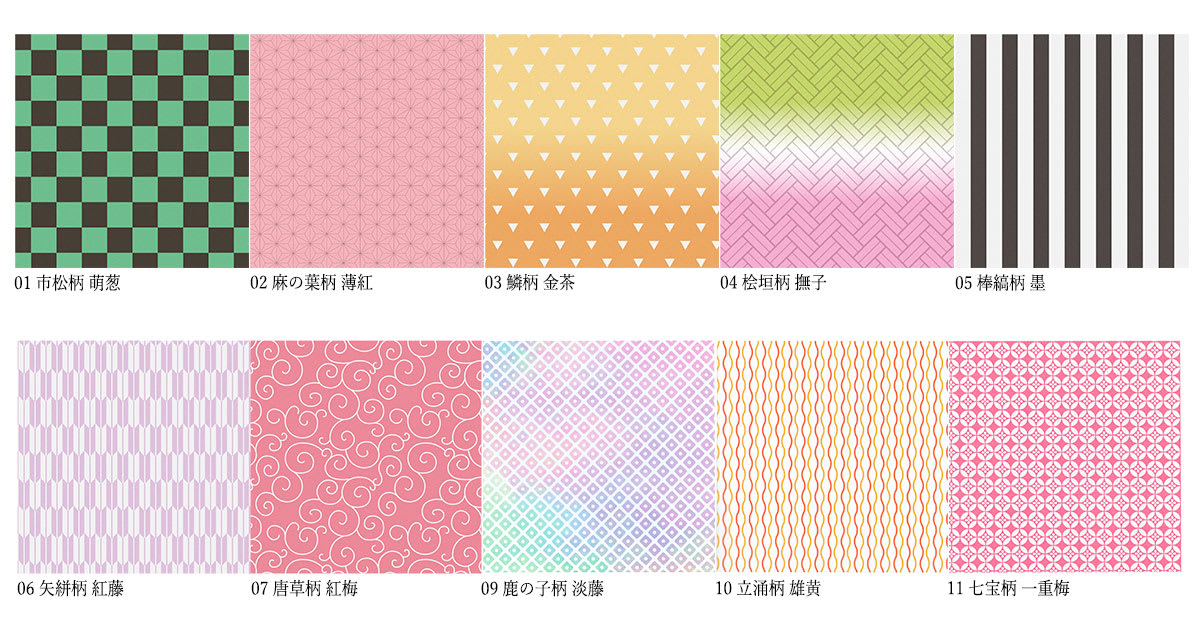 01 市松柄 萌葱
02 麻の葉柄 薄紅
03 鱗柄 金茶
04 桧垣柄 撫子
05 棒縞柄 墨
06 矢絣柄 紅藤
07 唐草柄 紅梅
09 鹿の子柄 淡藤
10 立涌柄 雄黄
11 七宝柄 一重梅